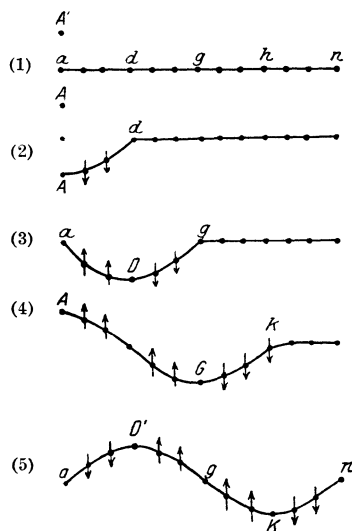 A'
(1) a d g h n
A
(2) d
A
(3) a D g
(4) A G K
(5) a D' g K n